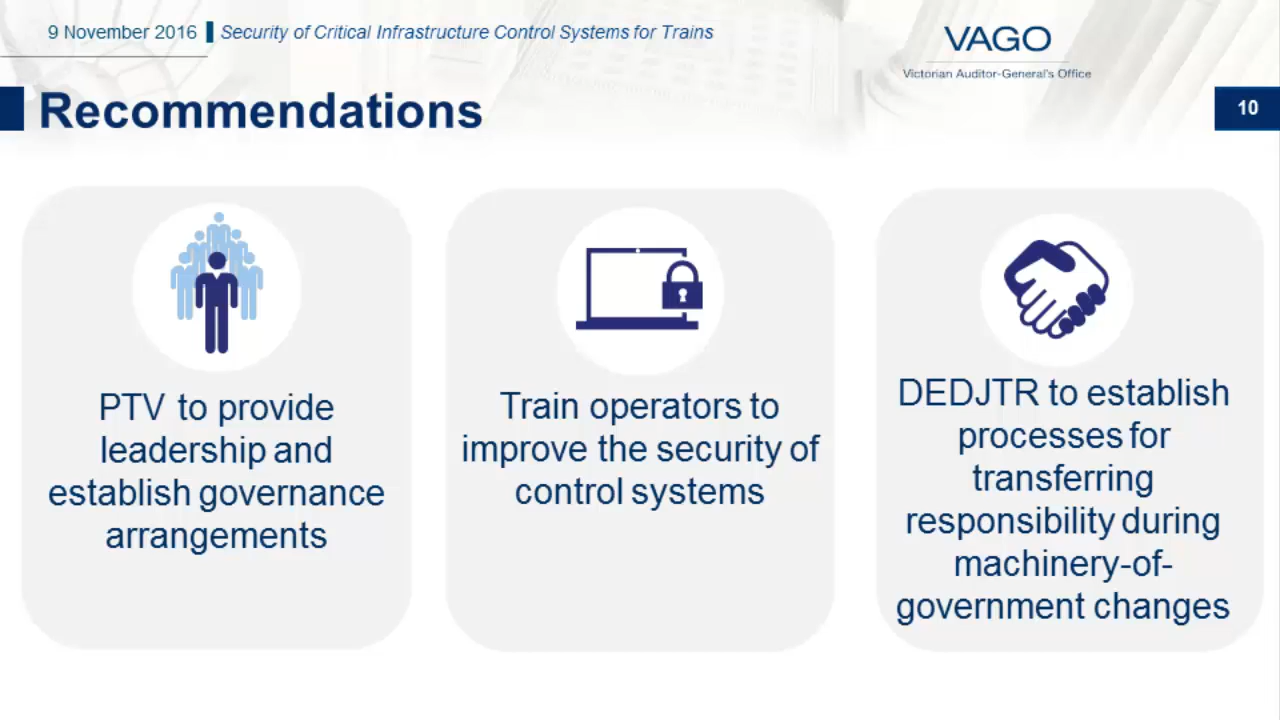 9 November 2016 Security of Critical Infrastructure Control Systems for Trains
VAGO
Victorian Auditor-General's Office
Recommendations
10
PTV to provide
leadership and
establish governance
arrangements
Train operators to
improve the security of
control systems
DEDJTR to establish
processes for
transferring
responsibility during
machinery-of-
government changes